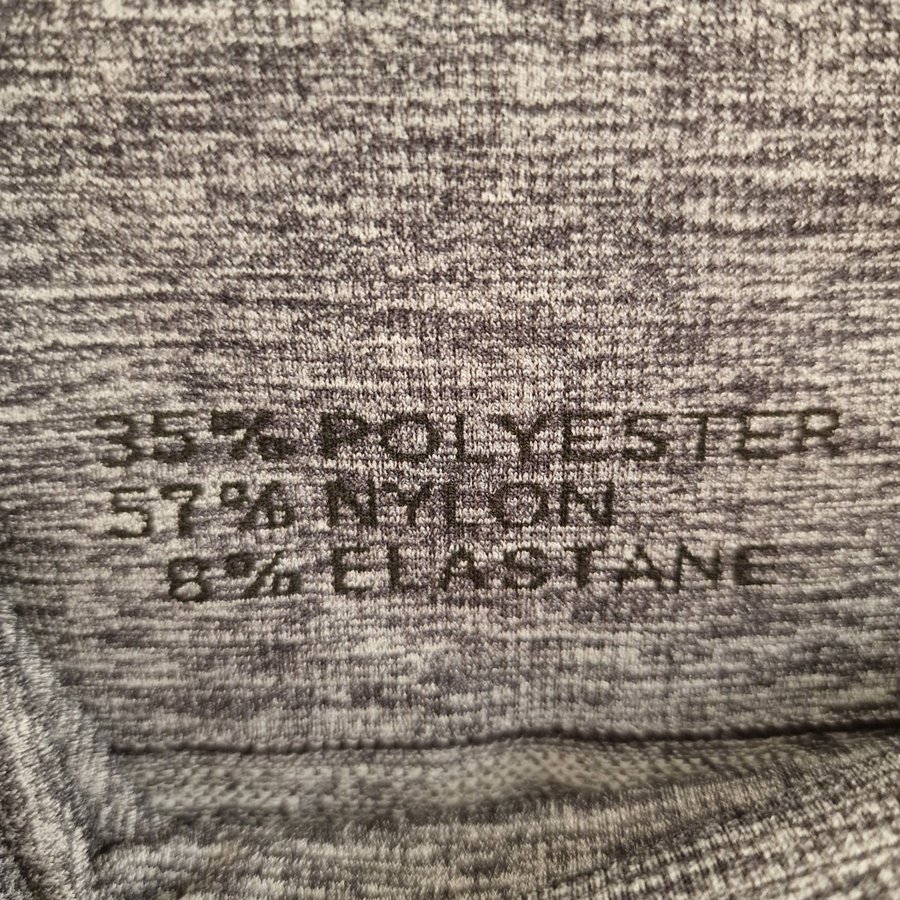 35% POLYESTER
57% NYLON
8% ELASTANE